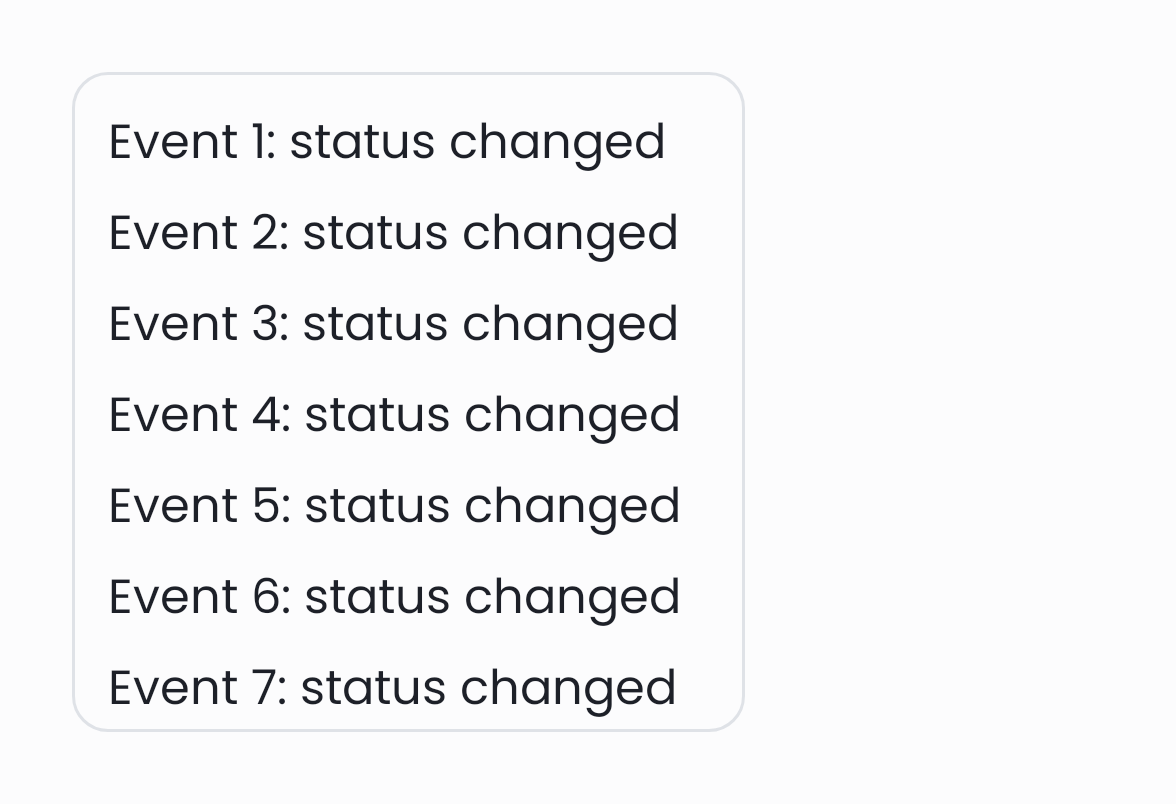 Event 1: status changed
Event 2: status changed
Event 3: status changed
Event 4: status changed
Event 5: status changed
Event 6: status changed
Event 7: status changed